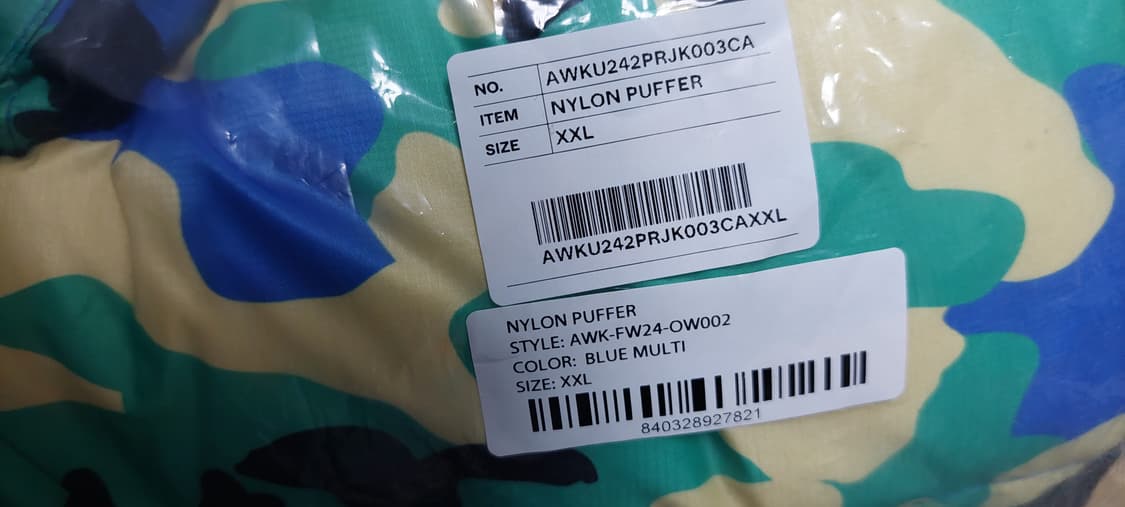 NO. AWKU242PRJK003CA
ITEM NYLON PUFFER
SIZE XXL
AWKU242PRJK003CAXXL
NYLON PUFFER
STYLE: AWK-FW24-OW002
COLOR: BLUE MULTI
SIZE: XXL
840328927821